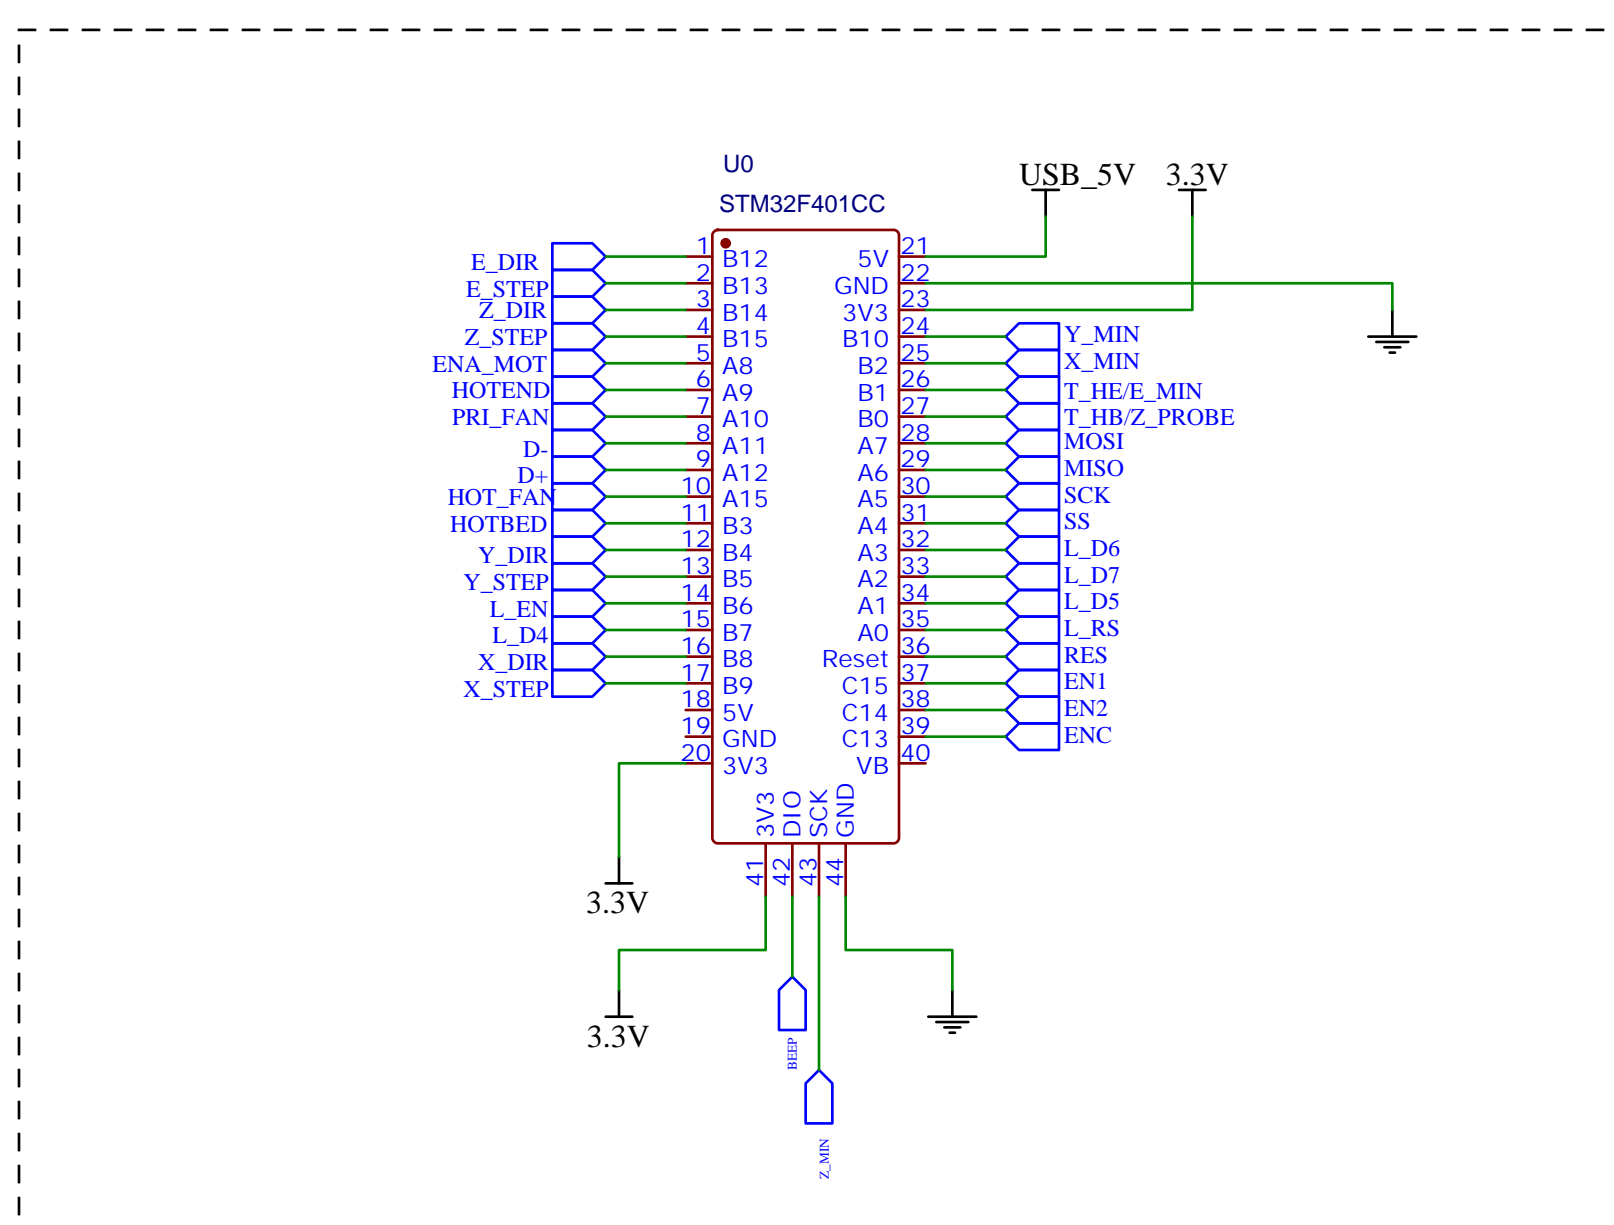 U0
STM32F401CC
USB_5V 3.3V
E_DIR 1 B12
E_STEP 2 B13
Z_DIR 3 B14
Z_STEP 4 B15
ENA_MOT 5 A8
HOTEND 6 A9
PRI_FAN 7 A10
D- 8 A11
D+ 9 A12
HOT_FAN 10 A15
HOTBED 11 B3
Y_DIR 12 B4
Y_STEP 13 B5
L_EN 14 B6
L_D4 15 B7
X_DIR 16 B8
X_STEP 17 B9
18 5V
19 GND
20 3V3
5V 21
GND 22
3V3 23
B10 24 Y_MIN
B2 25 X_MIN
B1 26 T_HE/E_MIN
B0 27 T_HB/Z_PROBE
A7 28 MOSI
A6 29 MISO
A5 30 SCK
A4 31 SS
A3 32 L_D6
A2 33 L_D7
A1 34 L_D5
A0 35 L_RS
Reset 36 RES
C15 37 EN1
C14 38 EN2
C13 39 ENC
VB 40
3V3 41
DIO 42
SCK 43
GND 44
3.3V
3.3V
BEEP
Z_MIN